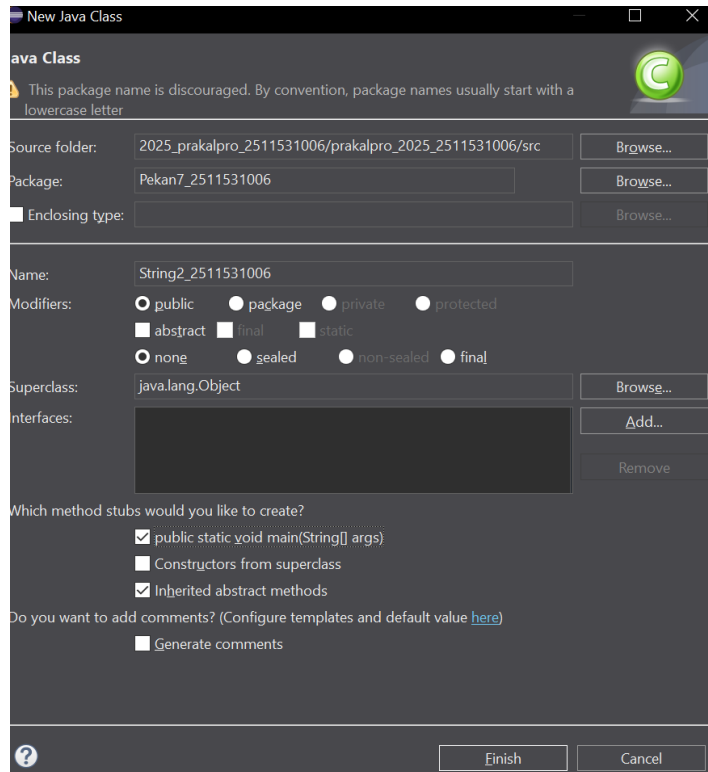 New Java Class
ava Class
This package name is discouraged. By convention, package names usually start with a
lowercase letter
Source folder: 2025_prakalpro_2511531006/prakalpro_2025_2511531006/src Browse...
Package: Pekan7_2511531006 Browse...
Enclosing type: Browse...
Name: String2_2511531006
Modifiers: public package private protected
abstract final static
none sealed non-sealed final
Superclass: java.lang.Object Browse...
nterfaces: Add...
Remove
Which method stubs would you like to create?
public static void main(String[] args)
Constructors from superclass
Inherited abstract methods
Do you want to add comments? (Configure templates and default value here)
Generate comments
? Finish Cancel